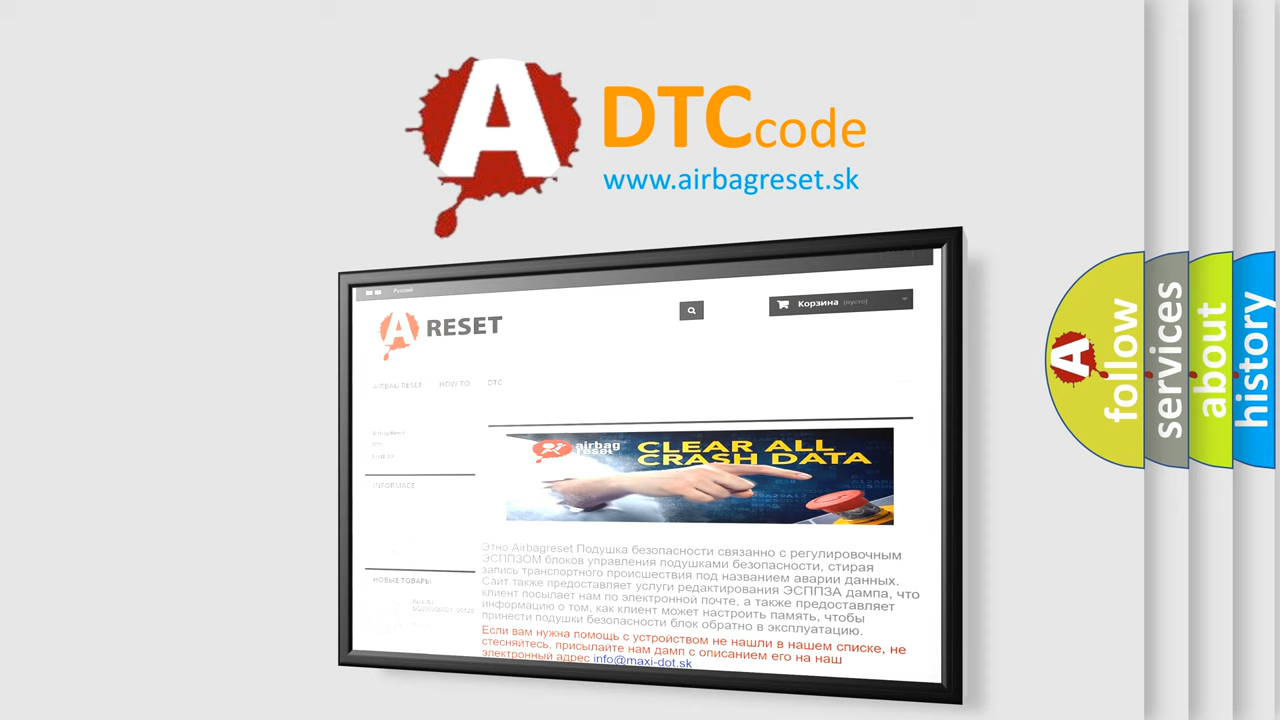 A
DTCcode
www.airbagreset.sk
Русский
A RESET
Корзина (пусто)
AIRBAG RESET HOW TO DTC
Airbag Reset
DTC
INFORMACE
airbag
reset
CLEAR ALL
CRASH DATA
Этно Airbagreset Подушка безопасности связанно с регулировочным
ЭСППЗОМ блоков управления подушками безопасности, стирая
запись транспортного происшествия под названием аварии данных.
Сайт также предоставляет услуги редактирования ЭСППЗА дампа, что
клиент посылает нам по электронной почте, а также предоставляет
информацию о том, как клиент может настроить память, чтобы
принести подушки безопасности блок обратно в эксплуатацию.
Если вам нужна помощь с устройством не нашли в нашем списке, не
стесняйтесь, присылайте нам дамп с описанием его на наш
электронный адрес info@maxi-dot.sk
НОВЫЕ ТОВАРЫ
A
follow
services
about
history